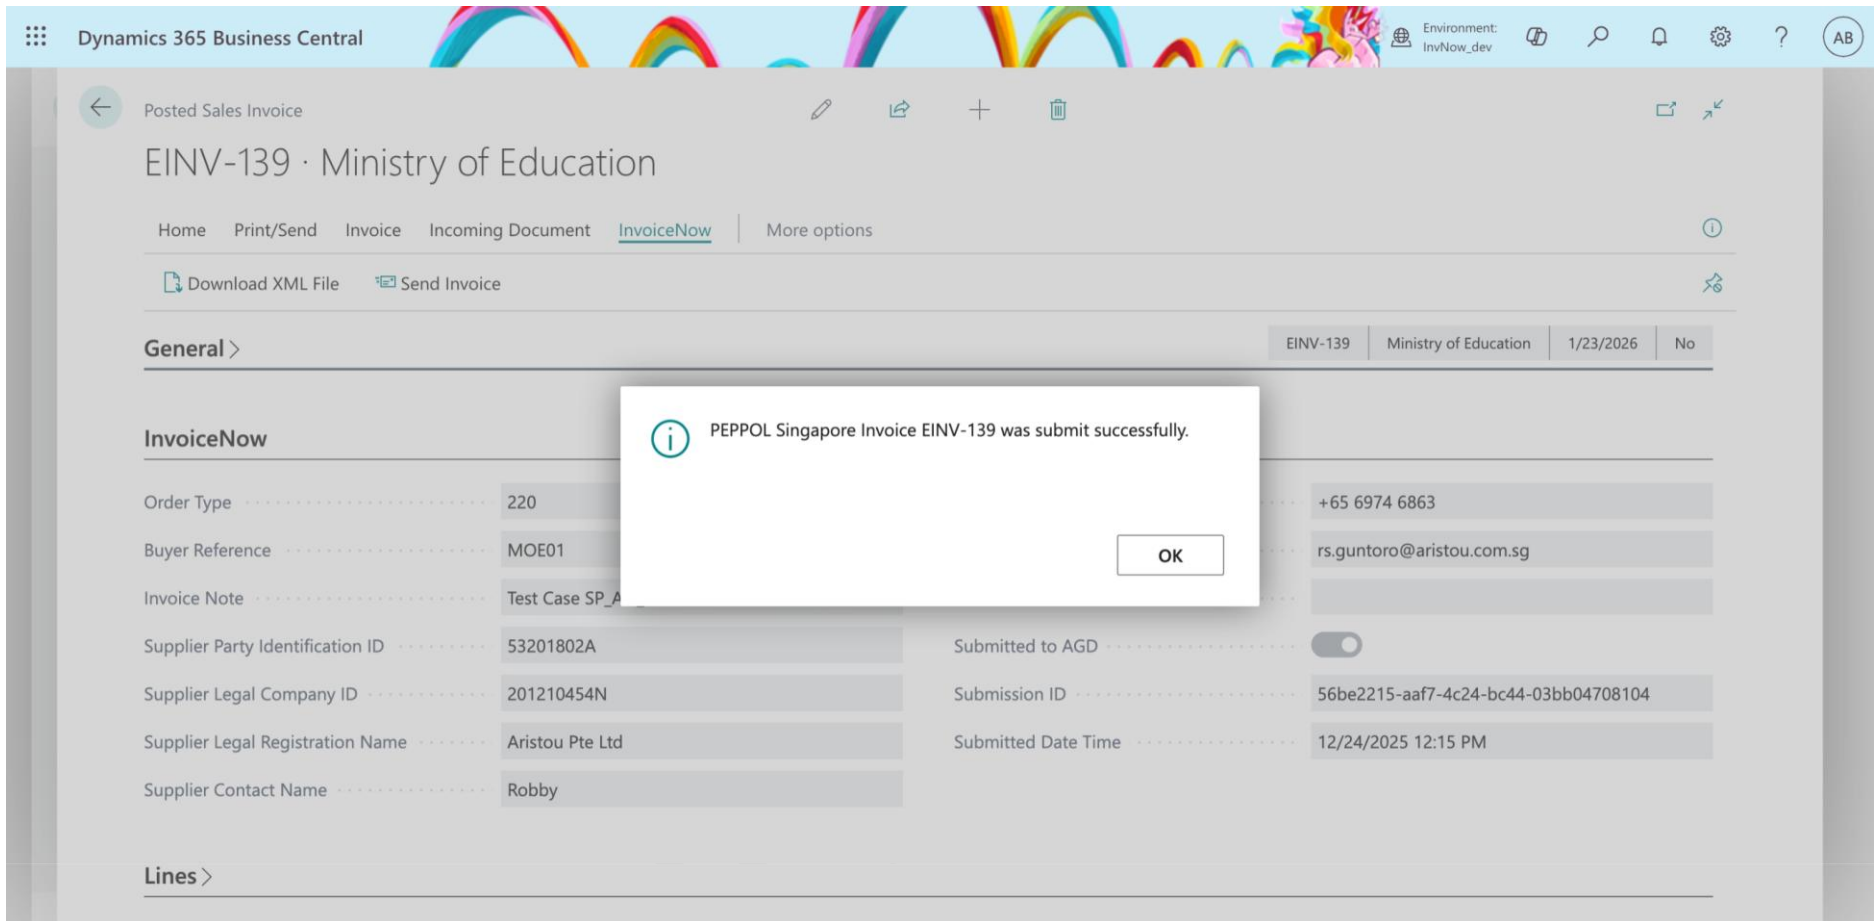 Dynamics 365 Business Central
Environment:
InvNow_dev
?
AB
Posted Sales Invoice
EINV-139 · Ministry of Education
Home Print/Send Invoice Incoming Document InvoiceNow More options
Download XML File Send Invoice
General
EINV-139 Ministry of Education 1/23/2026 No
PEPPOL Singapore Invoice EINV-139 was submit successfully.
OK
InvoiceNow
Order Type 220
+65 6974 6863
Buyer Reference MOE01
rs.guntoro@aristou.com.sg
Invoice Note Test Case
Supplier Party Identification ID 53201802A
Submitted to AGD
Supplier Legal Company ID 201210454N
Submission ID 56be2215-aaf7-4c24-bc44-03bb04708104
Supplier Legal Registration Name Aristou Pte Ltd
Submitted Date Time 12/24/2025 12:15 PM
Supplier Contact Name Robby
Lines